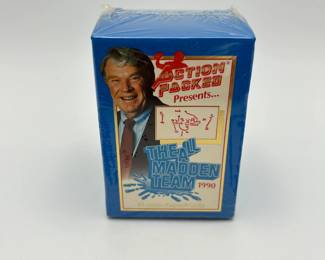 ACTION
PACKED
Presents...
THE ALL
MADDEN
TEAM
1990